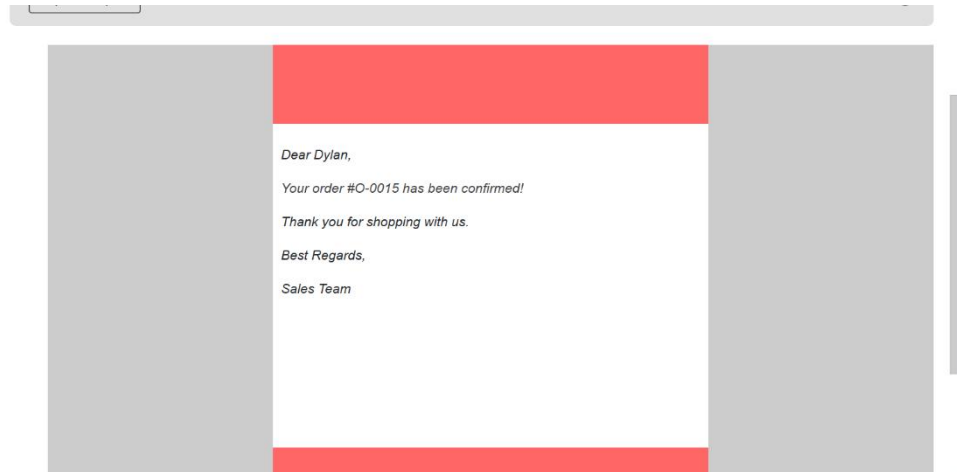 Dear Dylan,
Your order #O-0015 has been confirmed!
Thank you for shopping with us.
Best Regards,
Sales Team